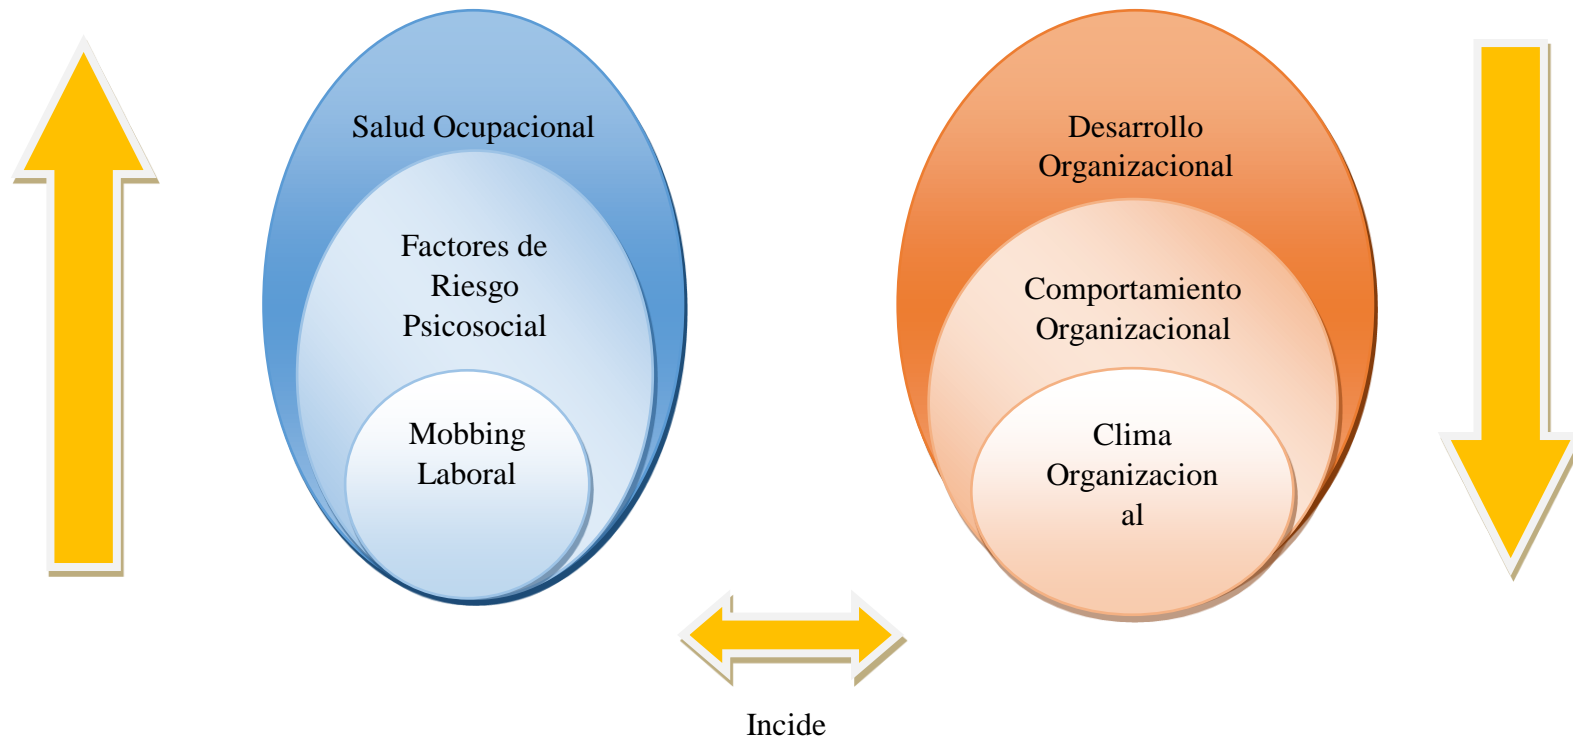 Salud Ocupacional
Factores de
Riesgo
Psicosocial
Mobbing
Laboral
Desarrollo
Organizacional
Comportamiento
Organizacional
Clima
Organizacion
al
Incide